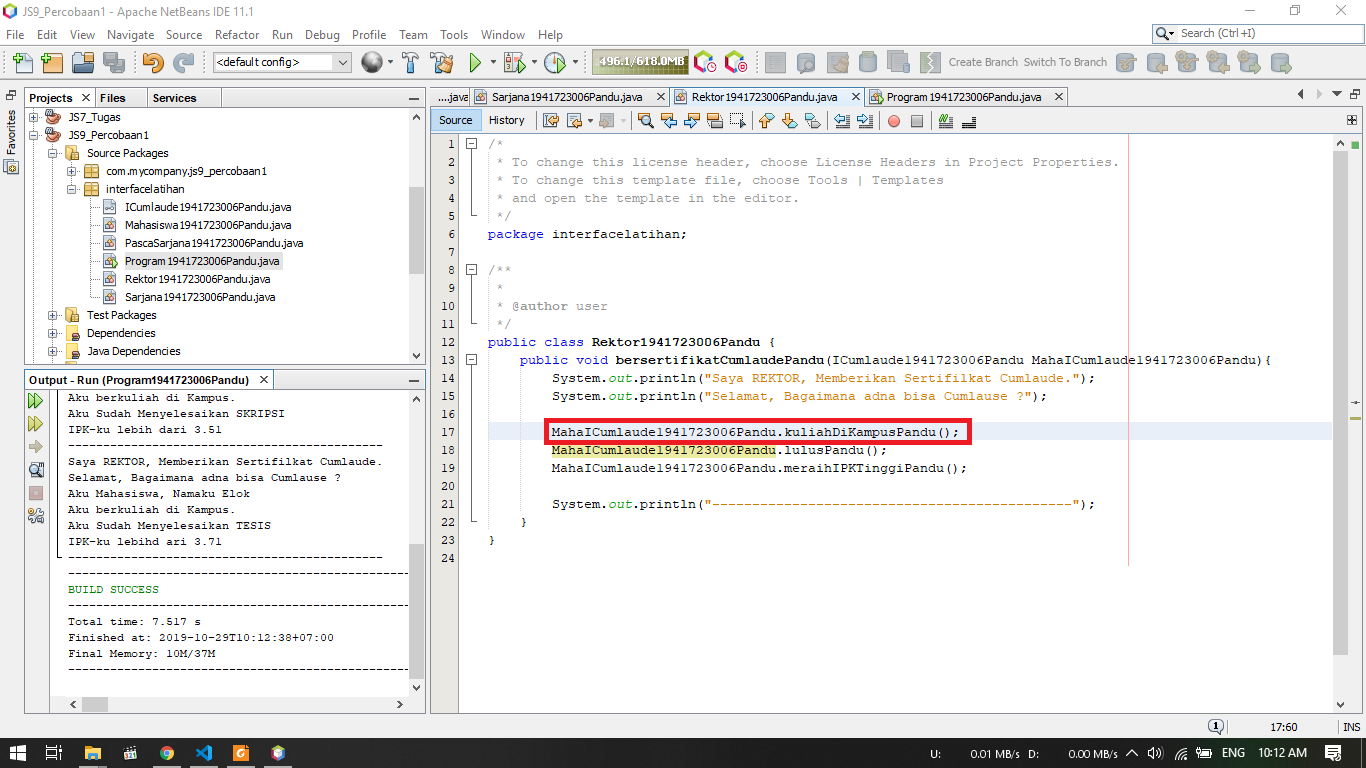 JS9_Percobaan1 - Apache NetBeans IDE 11.1
File Edit View Navigate Source Refactor Run Debug Profile Team Tools Window Help
Search (Ctrl +I)
<default config>
496.1/618.0MB
Create Branch Switch To Branch
Favorites
Projects Files Services
JS7_Tugas
JS9_Percobaan1
Source Packages
com.mycompany.js9_percobaan1
interfacelatihan
ICumlaude1941723006Pandu.java
Mahasiswa1941723006Pandu.java
PascaSarjana1941723006Pandu.java
Program1941723006Pandu.java
Rektor1941723006Pandu.java
Sarjana1941723006Pandu.java
Test Packages
Dependencies
Java Dependencies
Output - Run (Program1941723006Pandu)
Aku berkuliah di Kampus.
Aku Sudah Menyelesaikan SKRIPSI
IPK-ku lebih dari 3.51
---------------------------------------
Saya REKTOR, Memberikan Sertifilkat Cumlaude.
Selamat, Bagaimana adna bisa Cumlause ?
Aku Mahasiswa, Namaku Elok
Aku berkuliah di Kampus.
Aku Sudah Menyelesaikan TESIS
IPK-ku lebihd ari 3.71
---------------------------------------
------------------------------------------
BUILD SUCCESS
------------------------------------------
Total time: 7.517 s
Finished at: 2019-10-29T10:12:38+07:00
Final Memory: 10M/37M
------------------------------------------
....java Sarjana1941723006Pandu.java Rektor1941723006Pandu.java Program1941723006Pandu.java
Source History
1 /*
2 * To change this license header, choose License Headers in Project Properties.
3 * To change this template file, choose Tools | Templates
4 * and open the template in the editor.
5 */
6 package interfacelatihan;
7
8 /**
9 *
10 * @author user
11 */
12 public class Rektor1941723006Pandu {
13 public void bersertifikatCumlaudePandu(ICumlaude1941723006Pandu MahaICumlaude1941723006Pandu){
14 System.out.println("Saya REKTOR, Memberikan Sertifilkat Cumlaude.");
15 System.out.println("Selamat, Bagaimana adna bisa Cumlause ?");
16
17 MahaICumlaude1941723006Pandu.kuliahDiKampusPandu();
18 MahaICumlaude1941723006Pandu.lulusPandu();
19 MahaICumlaude1941723006Pandu.meraihIPKTinggiPandu();
20
21 System.out.println("---------------------------------------------");
22 }
23 }
24
1 17:60 INS
U: 0.01 MB/s D: 0.00 MB/s ENG 10:12 AM